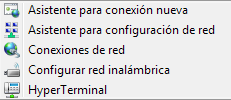 Asistente para conexión nueva
Asistente para configuración de red
Conexiones de red
Configurar red inalámbrica
HyperTerminal